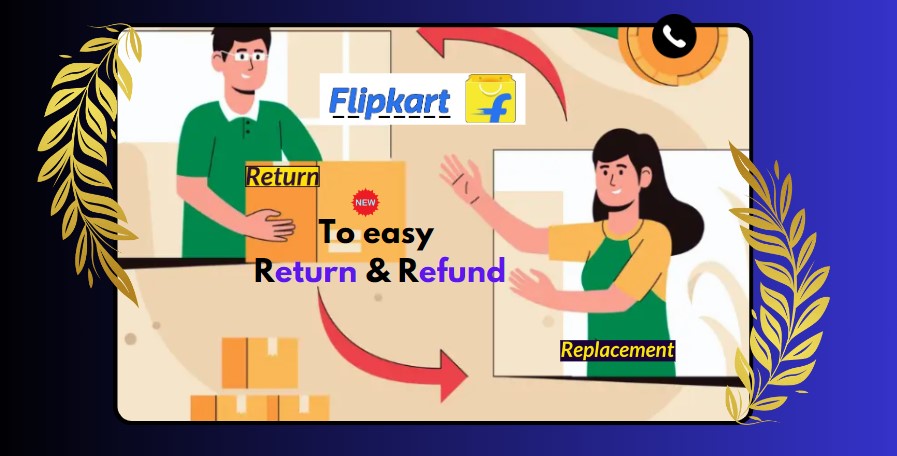 Flipkart
Return
NEW
To easy
Return & Refund
Replacement